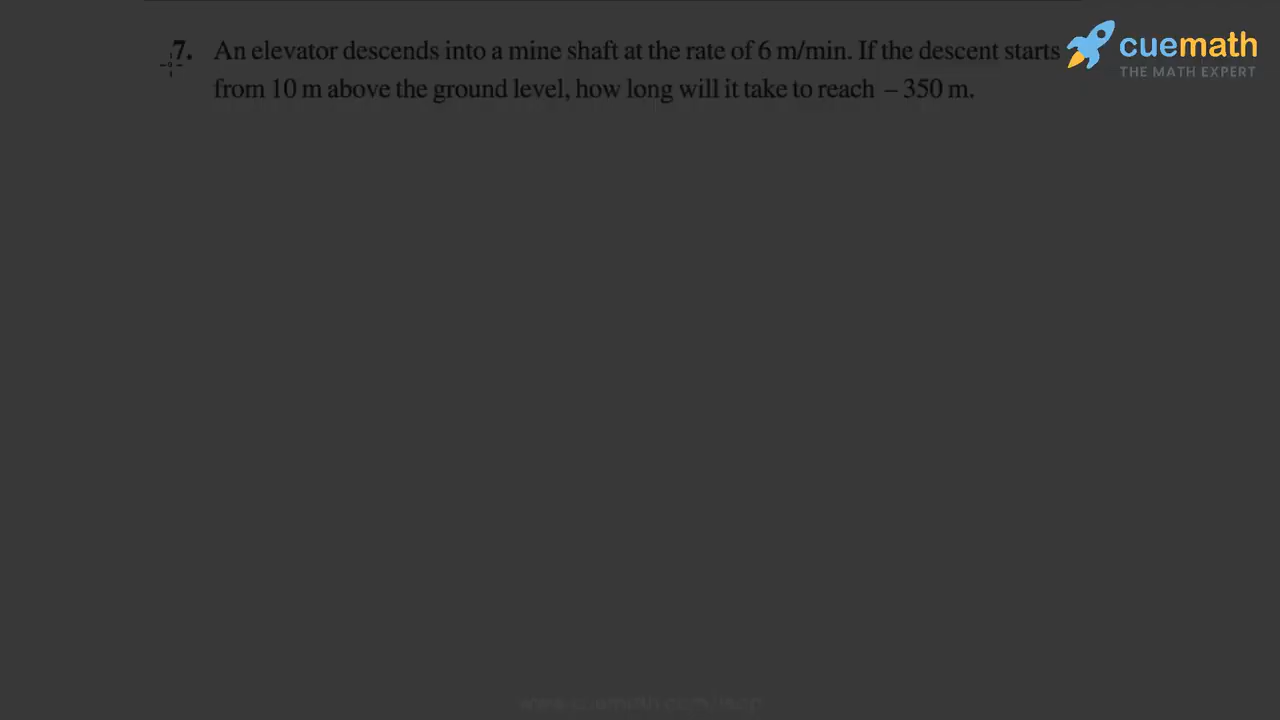 7. An elevator descends into a mine shaft at the rate of 6 m/min. If the descent starts
from 10 m above the ground level, how long will it take to reach – 350 m.
cuemath
THE MATH EXPERT